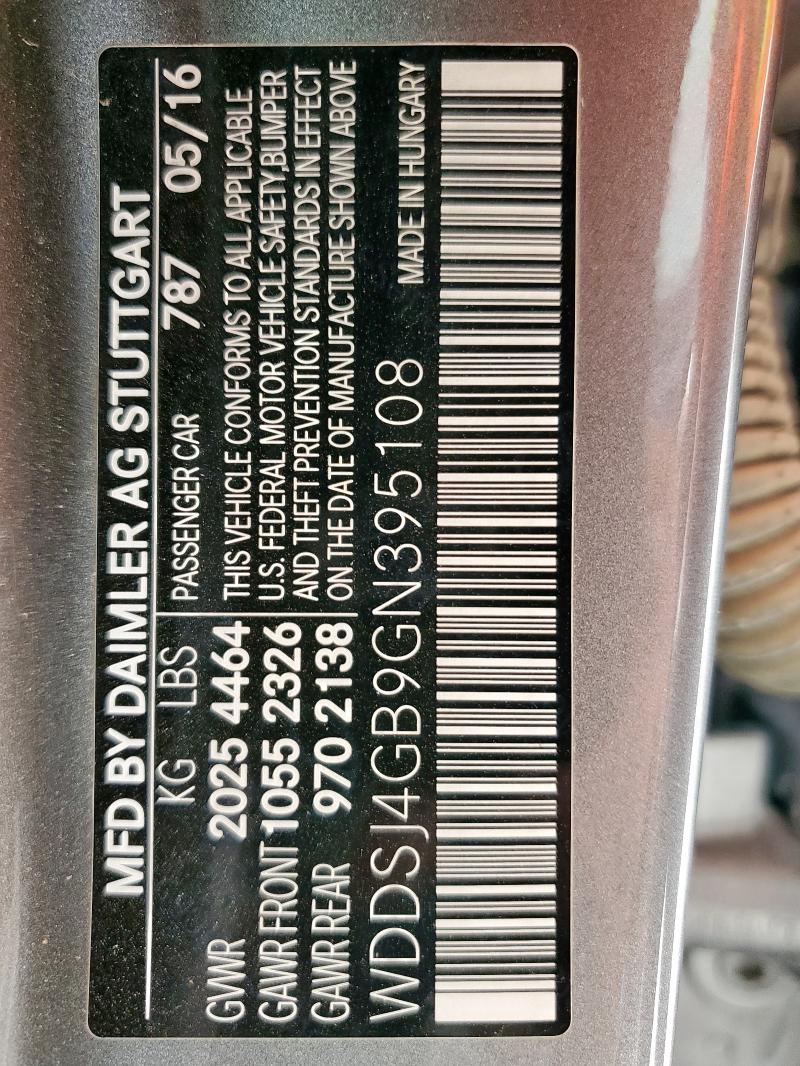 MFD BY DAIMLER AG STUTTGART
KG LBS PASSENGER CAR 787 05/16
GVWR 2025 4464 THIS VEHICLE CONFORMS TO ALL APPLICABLE
GAWR FRONT 1055 2326 U.S. FEDERAL MOTOR VEHICLE SAFETY,BUMPER
GAWR REAR 970 2138 AND THEFT PREVENTION STANDARDS IN EFFECT
ON THE DATE OF MANUFACTURE SHOWN ABOVE
WDDSJ4GB9GN395108 MADE IN HUNGARY